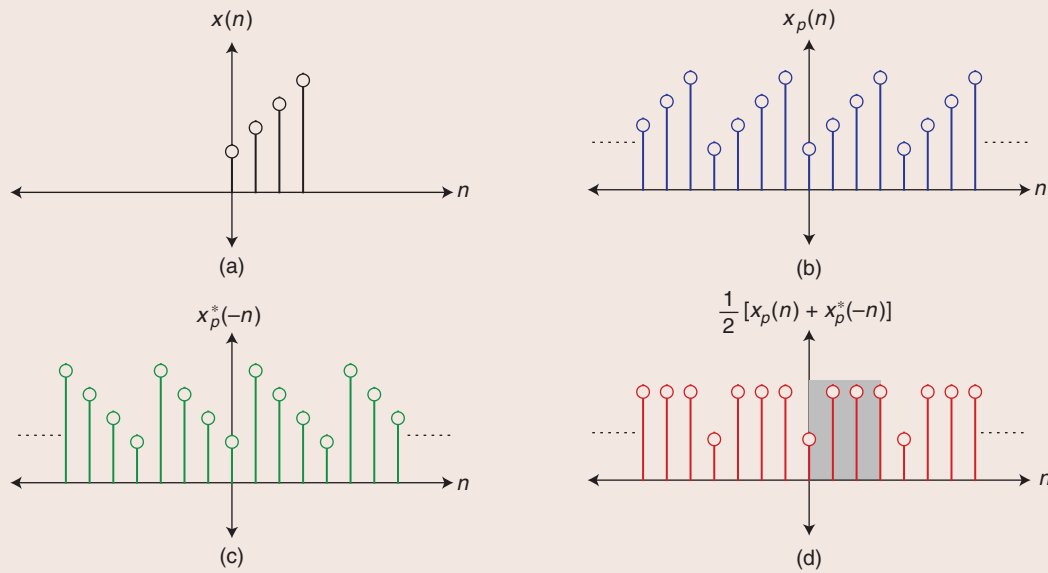 x(n)
n
(a)
x_p(n)
n
(b)
x_p^*(–n)
n
(c)
1/2 [x_p(n) + x_p^*(–n)]
n
(d)